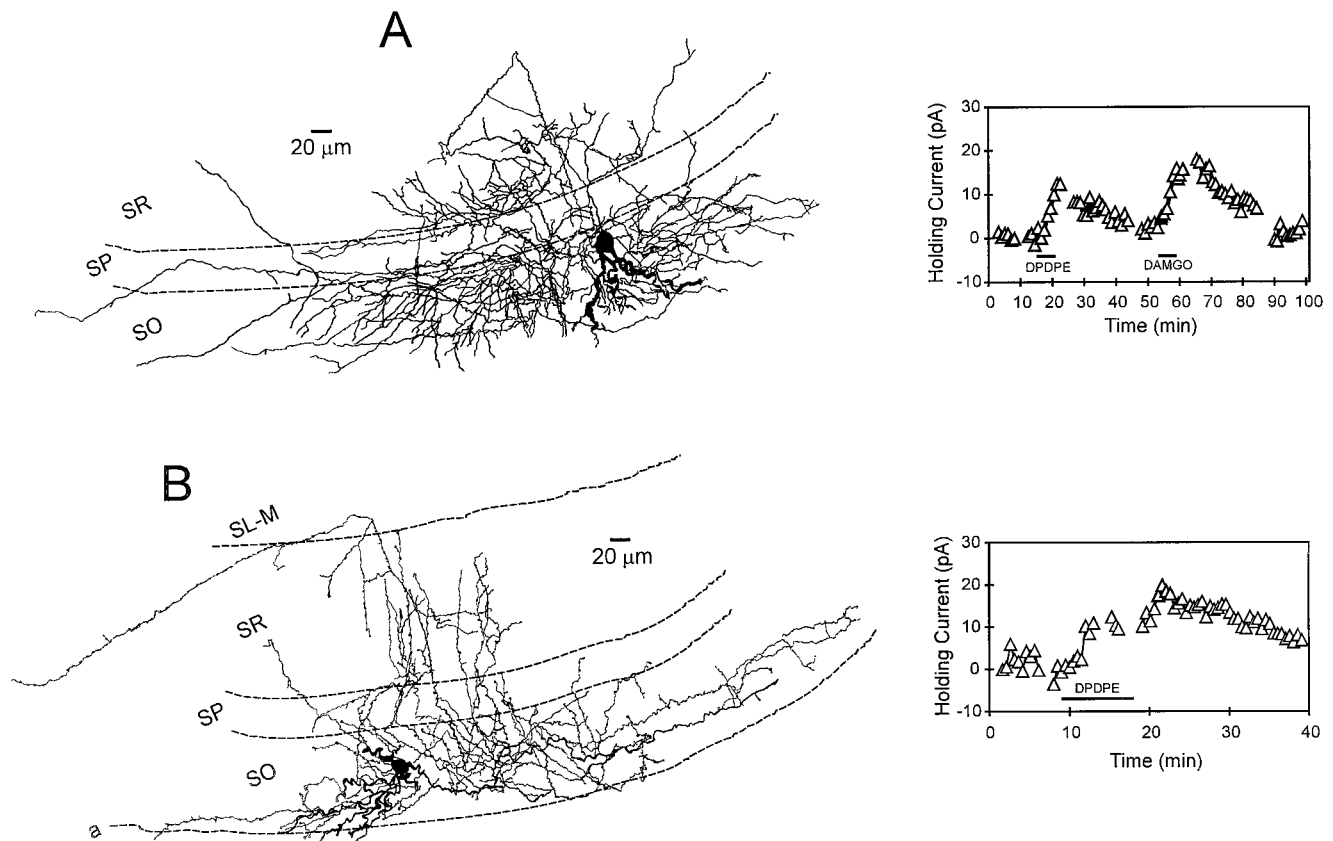 A
20 μm
SR
SP
SO
30
20
10
0
-10
Holding Current (pA)
DPDPE
DAMGO
0 10 20 30 40 50 60 70 80 90 100
Time (min)
B
SL-M
20 μm
SR
SP
SO
a
30
20
10
0
-10
Holding Current (pA)
DPDPE
0 10 20 30 40
Time (min)